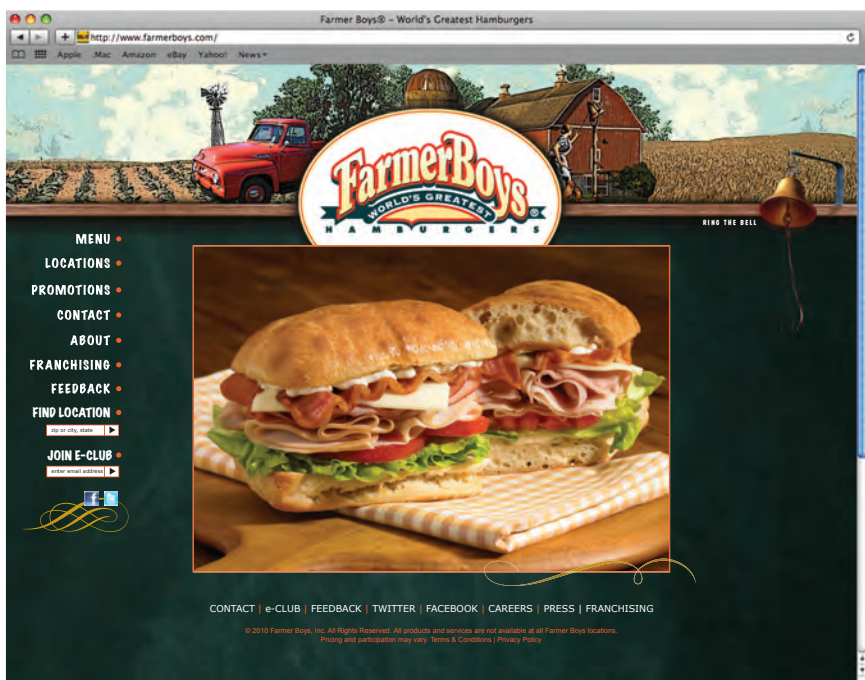 Farmer Boys® – World's Greatest Hamburgers
http://www.farmerboys.com/
Apple .Mac Amazon eBay Yahoo! News
FarmerBoys
WORLD'S GREATEST ®
HAMBURGERS
RING THE BELL
MENU
LOCATIONS
PROMOTIONS
CONTACT
ABOUT
FRANCHISING
FEEDBACK
FIND LOCATION
zip or city, state
JOIN E-CLUB
enter email address
f
CONTACT | e-CLUB | FEEDBACK | TWITTER | FACEBOOK | CAREERS | PRESS | FRANCHISING
© 2010 Farmer Boys, Inc. All Rights Reserved. All products and services are not available at all Farmer Boys locations.
Pricing and participation may vary. Terms & Conditions | Privacy Policy